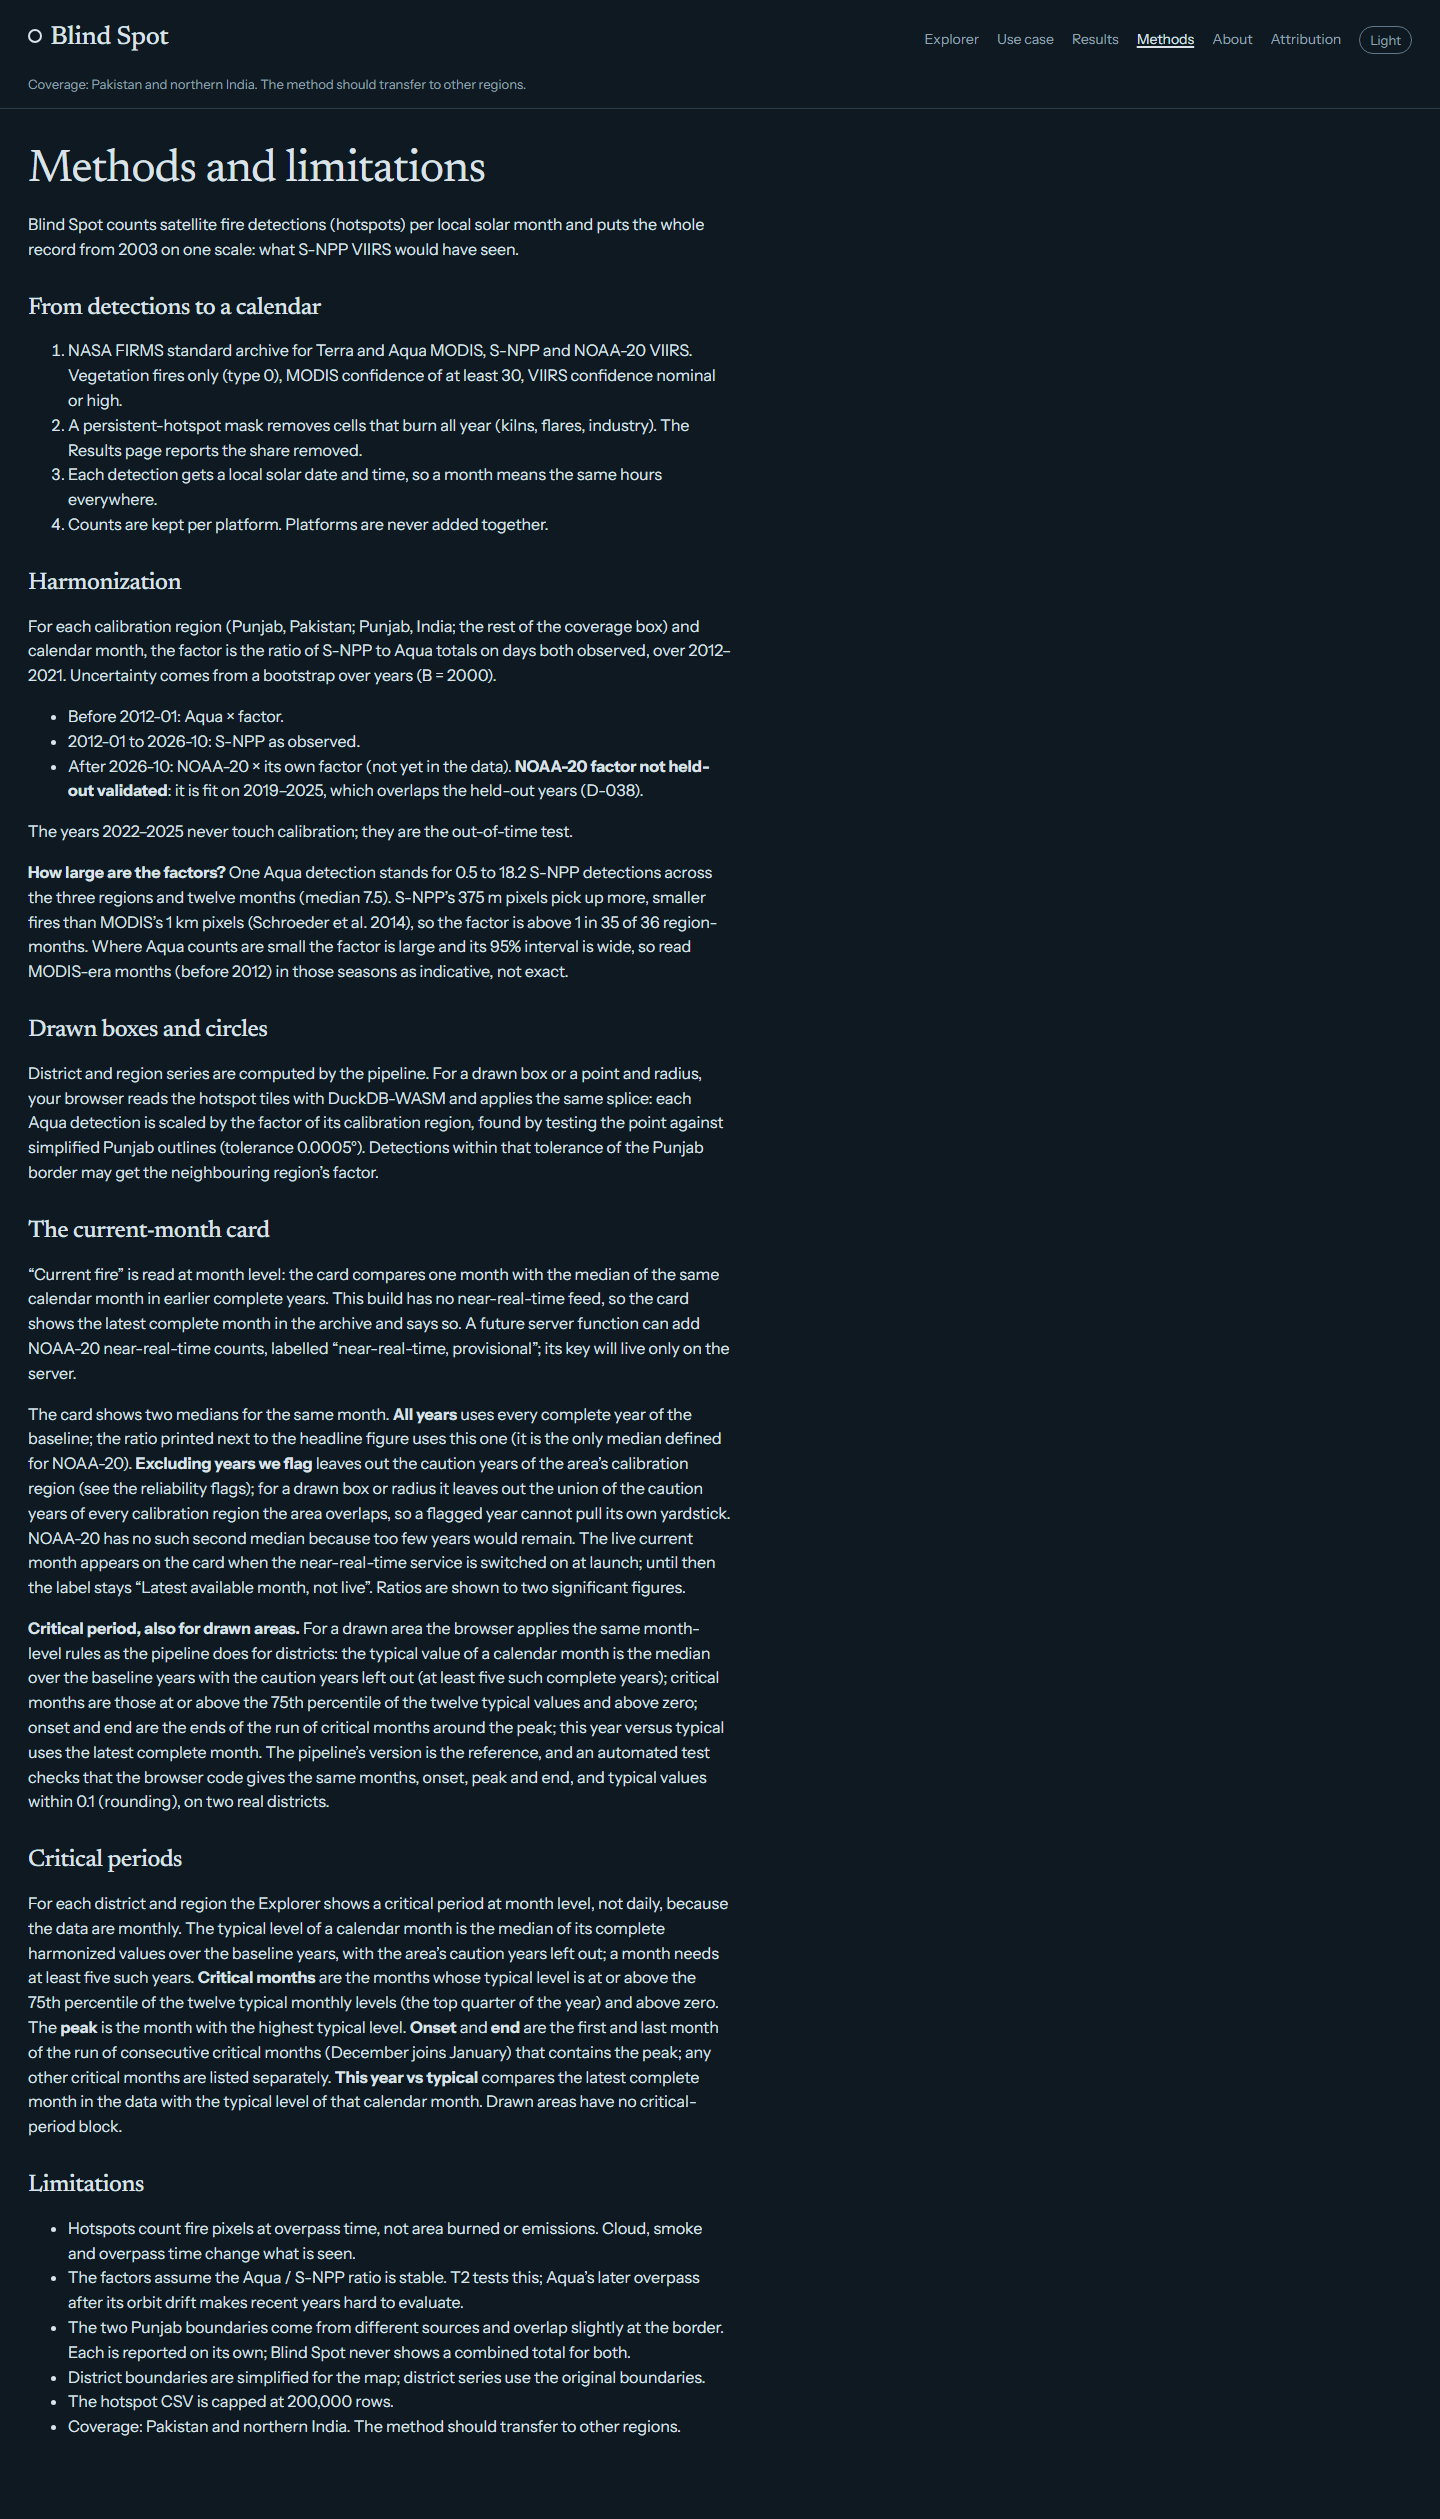 Blind Spot
Explorer Use case Results Methods About Attribution Light
Coverage: Pakistan and northern India. The method should transfer to other regions.
Methods and limitations
Blind Spot counts satellite fire detections (hotspots) per local solar month and puts the whole
record from 2003 on one scale: what S-NPP VIIRS would have seen.
From detections to a calendar
1. NASA FIRMS standard archive for Terra and Aqua MODIS, S-NPP and NOAA-20 VIIRS.
Vegetation fires only (type 0), MODIS confidence of at least 30, VIIRS confidence nominal
or high.
2. A persistent-hotspot mask removes cells that burn all year (kilns, flares, industry). The
Results page reports the share removed.
3. Each detection gets a local solar date and time, so a month means the same hours
everywhere.
4. Counts are kept per platform. Platforms are never added together.
Harmonization
For each calibration region (Punjab, Pakistan; Punjab, India; the rest of the coverage box) and
calendar month, the factor is the ratio of S-NPP to Aqua totals on days both observed, over 2012–
2021. Uncertainty comes from a bootstrap over years (B = 2000).
• Before 2012-01: Aqua × factor.
• 2012-01 to 2026-10: S-NPP as observed.
• After 2026-10: NOAA-20 × its own factor (not yet in the data). NOAA-20 factor not held-
out validated: it is fit on 2019–2025, which overlaps the held-out years (D-038).
The years 2022–2025 never touch calibration; they are the out-of-time test.
How large are the factors? One Aqua detection stands for 0.5 to 18.2 S-NPP detections across
the three regions and twelve months (median 7.5). S-NPP’s 375 m pixels pick up more, smaller
fires than MODIS’s 1 km pixels (Schroeder et al. 2014), so the factor is above 1 in 35 of 36 region-
months. Where Aqua counts are small the factor is large and its 95% interval is wide, so read
MODIS-era months (before 2012) in those seasons as indicative, not exact.
Drawn boxes and circles
District and region series are computed by the pipeline. For a drawn box or a point and radius,
your browser reads the hotspot tiles with DuckDB-WASM and applies the same splice: each
Aqua detection is scaled by the factor of its calibration region, found by testing the point against
simplified Punjab outlines (tolerance 0.0005°). Detections within that tolerance of the Punjab
border may get the neighbouring region’s factor.
The current-month card
“Current fire” is read at month level: the card compares one month with the median of the same
calendar month in earlier complete years. This build has no near-real-time feed, so the card
shows the latest complete month in the archive and says so. A future server function can add
NOAA-20 near-real-time counts, labelled “near-real-time, provisional”; its key will live only on the
server.
The card shows two medians for the same month. All years uses every complete year of the
baseline; the ratio printed next to the headline figure uses this one (it is the only median defined
for NOAA-20). Excluding years we flag leaves out the caution years of the area’s calibration
region (see the reliability flags); for a drawn box or radius it leaves out the union of the caution
years of every calibration region the area overlaps, so a flagged year cannot pull its own yardstick.
NOAA-20 has no such second median because too few years would remain. The live current
month appears on the card when the near-real-time service is switched on at launch; until then
the label stays “Latest available month, not live”. Ratios are shown to two significant figures.
Critical period, also for drawn areas. For a drawn area the browser applies the same month-
level rules as the pipeline does for districts: the typical value of a calendar month is the median
over the baseline years with the caution years left out (at least five such complete years); critical
months are those at or above the 75th percentile of the twelve typical values and above zero;
onset and end are the ends of the run of critical months around the peak; this year versus typical
uses the latest complete month. The pipeline’s version is the reference, and an automated test
checks that the browser code gives the same months, onset, peak and end, and typical values
within 0.1 (rounding), on two real districts.
Critical periods
For each district and region the Explorer shows a critical period at month level, not daily, because
the data are monthly. The typical level of a calendar month is the median of its complete
harmonized values over the baseline years, with the area’s caution years left out; a month needs
at least five such years. Critical months are the months whose typical level is at or above the
75th percentile of the twelve typical monthly levels (the top quarter of the year) and above zero.
The peak is the month with the highest typical level. Onset and end are the first and last month
of the run of consecutive critical months (December joins January) that contains the peak; any
other critical months are listed separately. This year vs typical compares the latest complete
month in the data with the typical level of that calendar month. Drawn areas have no critical-
period block.
Limitations
• Hotspots count fire pixels at overpass time, not area burned or emissions. Cloud, smoke
and overpass time change what is seen.
• The factors assume the Aqua / S-NPP ratio is stable. T2 tests this; Aqua’s later overpass
after its orbit drift makes recent years hard to evaluate.
• The two Punjab boundaries come from different sources and overlap slightly at the border.
Each is reported on its own; Blind Spot never shows a combined total for both.
• District boundaries are simplified for the map; district series use the original boundaries.
• The hotspot CSV is capped at 200,000 rows.
• Coverage: Pakistan and northern India. The method should transfer to other regions.